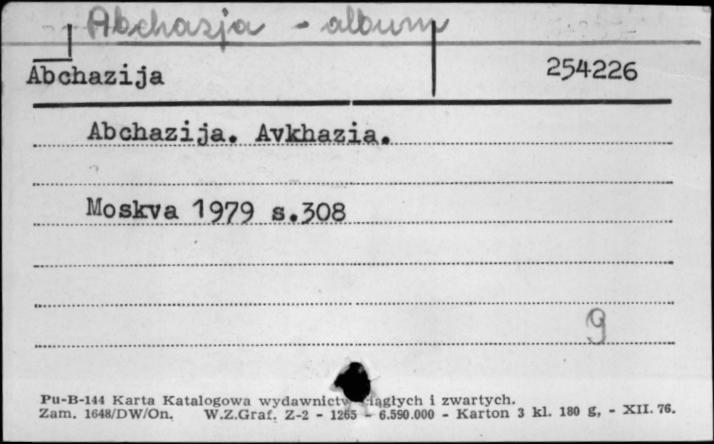 Abchazja - album
Abchazija 254226
Abchazija. Avkhazia.
Moskva 1979 s.308
9
Pu-B-144 Karta Katalogowa wydawnictw ciągłych i zwartych.
Zam. 1648/DW/On. W.Z.Graf. Z-2 - 1265 - 6.590.000 - Karton 3 kl. 180 g, - XII. 76.